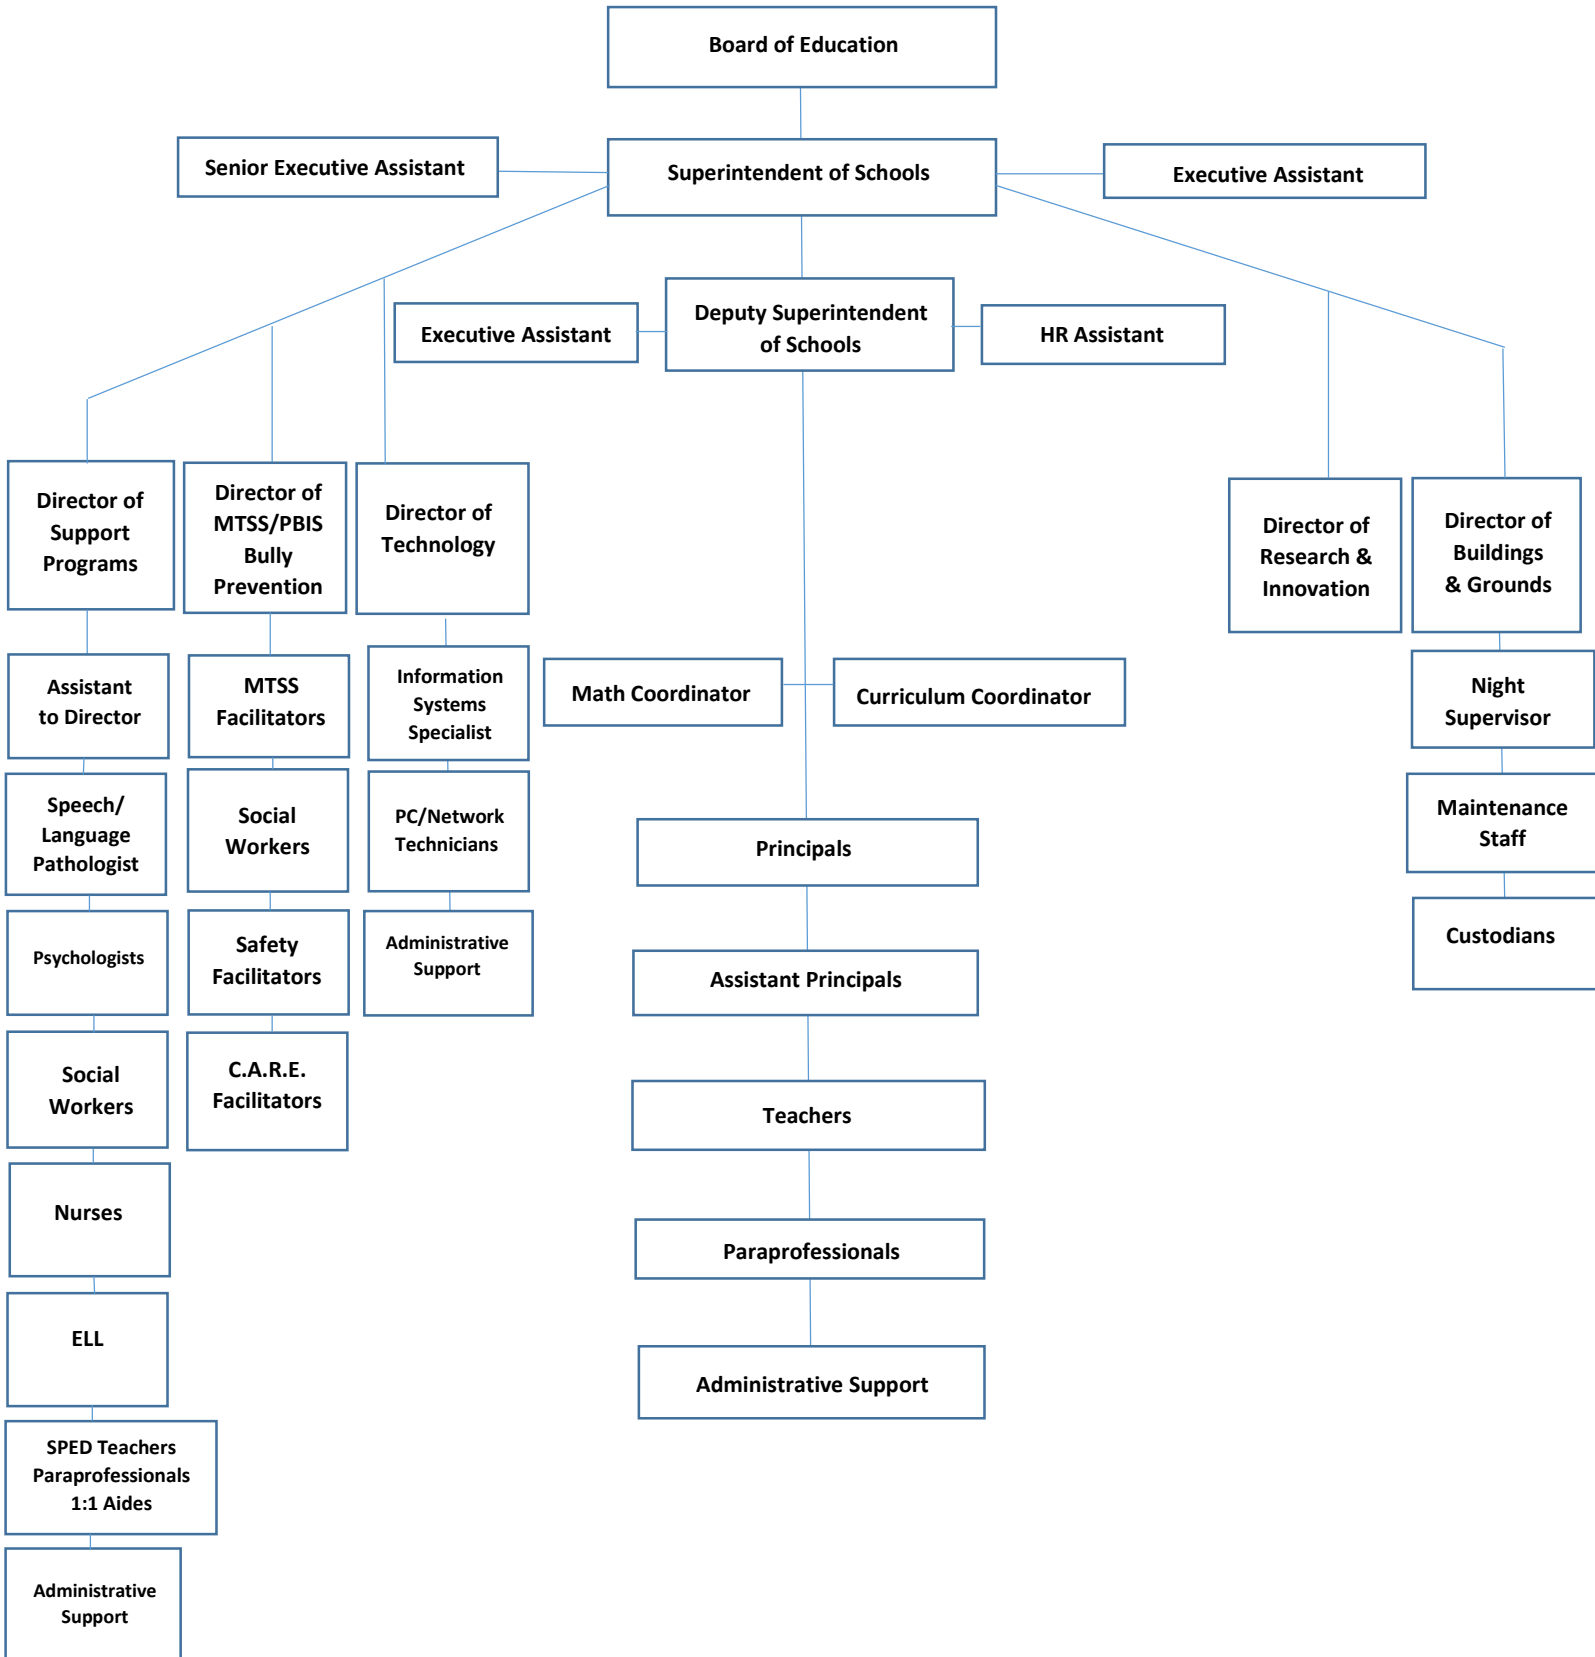 Board of Education
Senior Executive Assistant
Superintendent of Schools
Executive Assistant
Executive Assistant
Deputy Superintendent
of Schools
HR Assistant
Director of
Support
Programs
Director of
MTSS/PBIS
Bully
Prevention
Director of
Technology
Director of
Research &
Innovation
Director of
Buildings
& Grounds
Assistant
to Director
MTSS
Facilitators
Information
Systems
Specialist
Math Coordinator
Curriculum Coordinator
Night
Supervisor
Speech/
Language
Pathologist
Social
Workers
PC/Network
Technicians
Principals
Maintenance
Staff
Psychologists
Safety
Facilitators
Administrative
Support
Assistant Principals
Custodians
Social
Workers
C.A.R.E.
Facilitators
Teachers
Nurses
Paraprofessionals
ELL
Administrative Support
SPED Teachers
Paraprofessionals
1:1 Aides
Administrative
Support